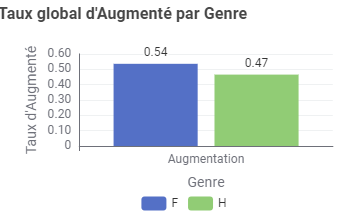 Taux global d'Augmenté par Genre
Taux d'Augmenté
0.60
0.50
0.40
0.30
0.20
0.10
0
0.54
0.47
Augmentation
Genre
F
H